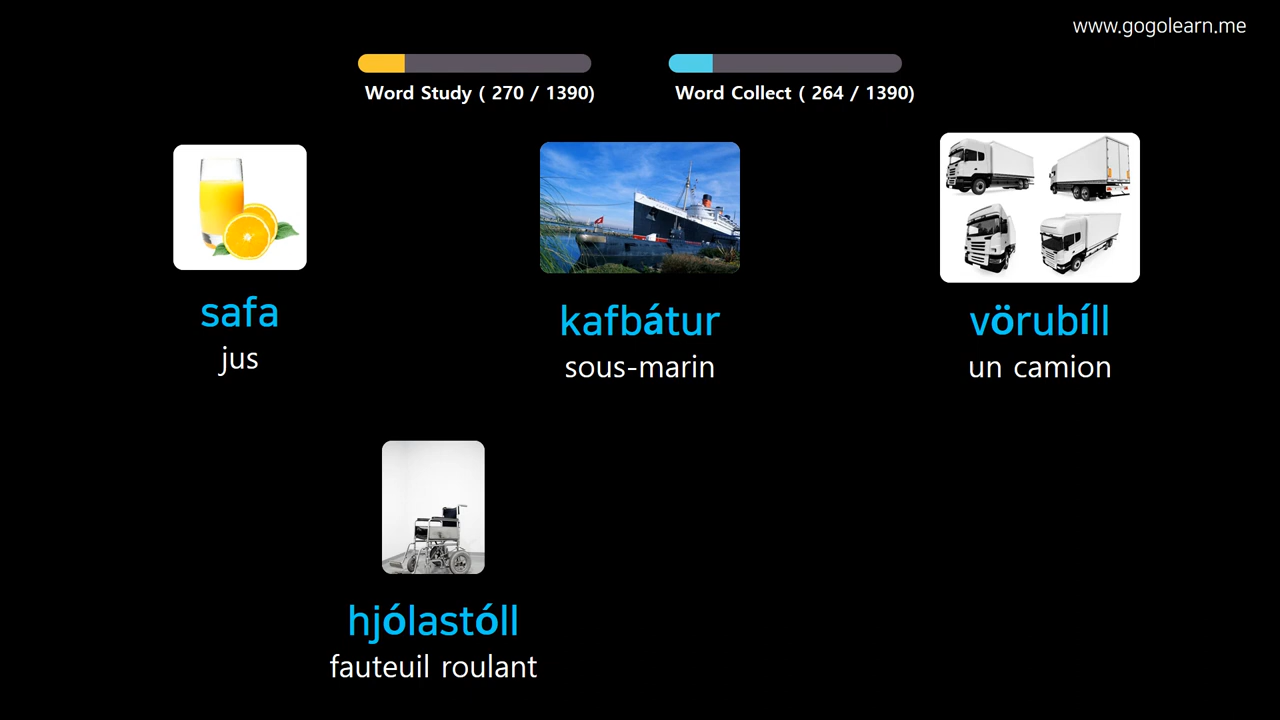 www.gogolearn.me
Word Study ( 270 / 1390)
Word Collect ( 264 / 1390)
safa
jus
kafbátur
sous-marin
vörubíll
un camion
hjólastóll
fauteuil roulant